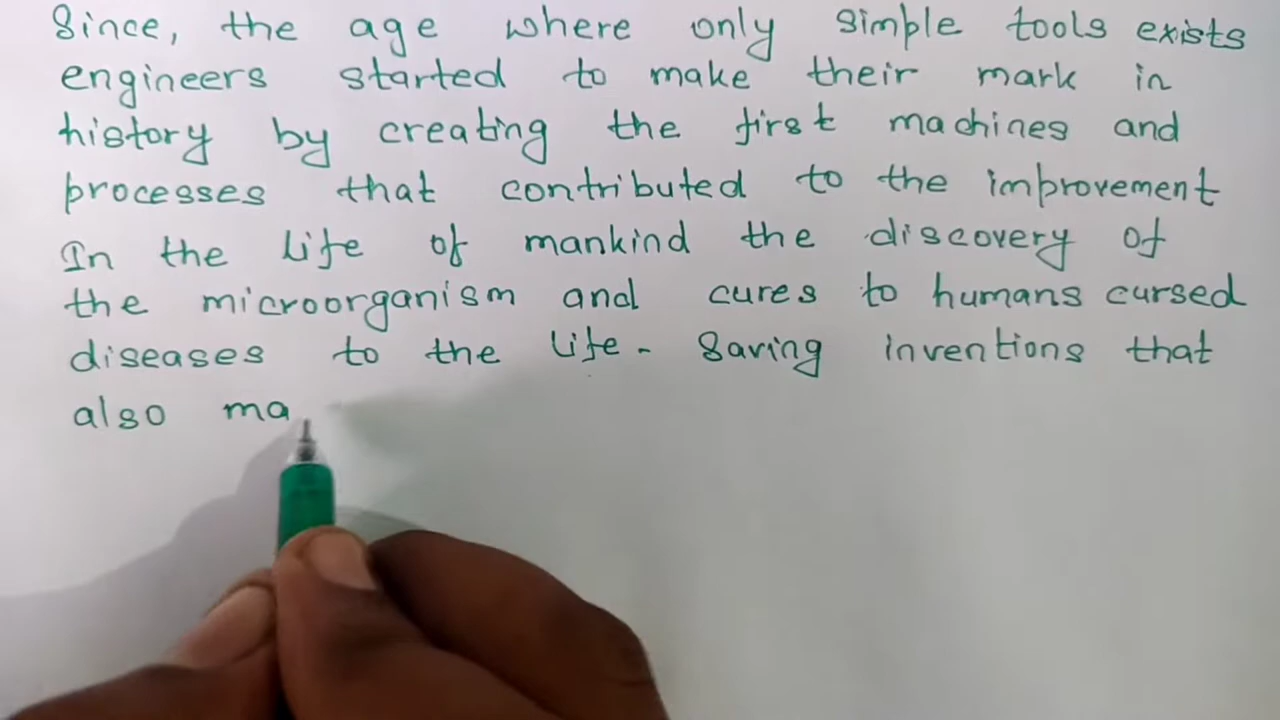 Since, the age where only simple tools exists
engineers started to make their mark in
history by creating the first machines and
processes that contributed to the improvement
In the life of mankind the discovery of
the microorganism and cures to humans cursed
diseases to the life - saving inventions that
also ma